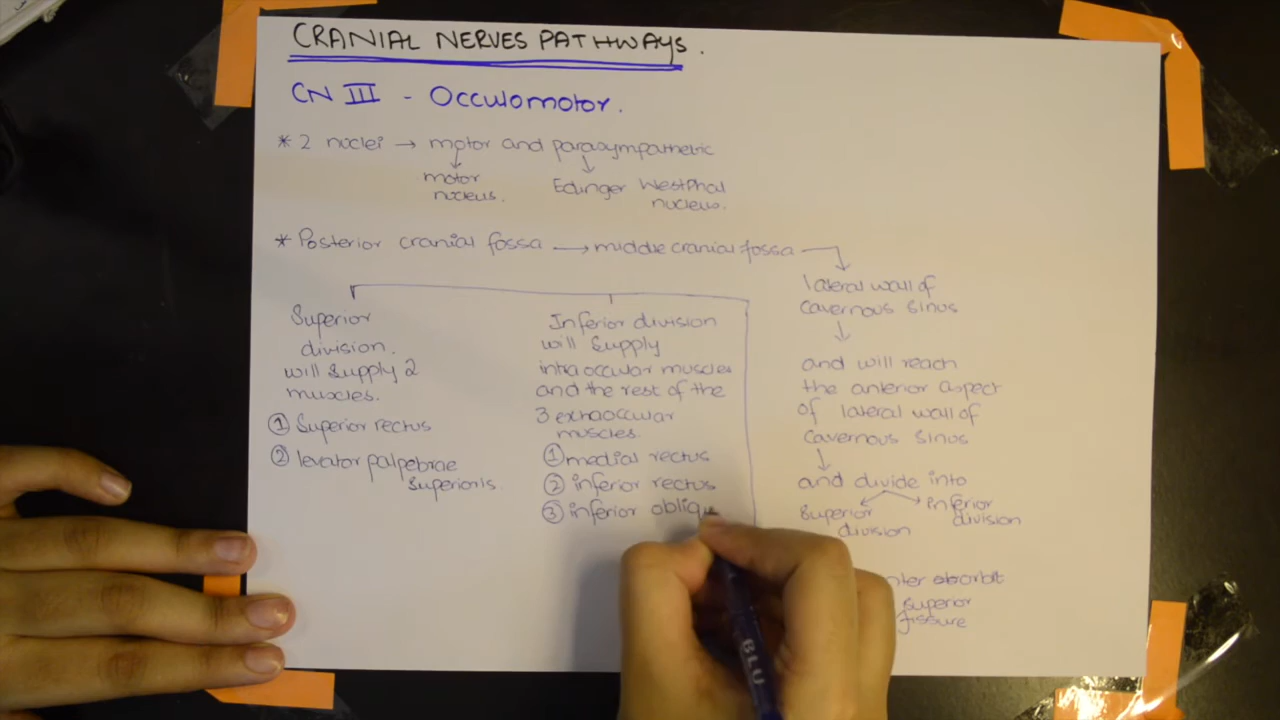 CRANIAL NERVES PATHWAYS.
CN III - Occulomotor.
* 2 nuclei → motor and parasympathetic
↓ ↓
motor nucleus. Edinger Westphal nucleus.
* Posterior cranial fossa → middle cranial fossa
lateral wall of
cavernous sinus
↓
and will reach
the anterior aspect
of lateral wall of
cavernous sinus
↓
and divide into
superior division
inferior division
Superior
division.
will supply 2
muscles.
① Superior rectus
② levator palpebrae
superioris.
Inferior division
will supply
intraoccular muscles
and the rest of the
3 extraoccular
muscles.
① medial rectus
② inferior rectus
③ inferior obliqu
superior
fissure
BLU